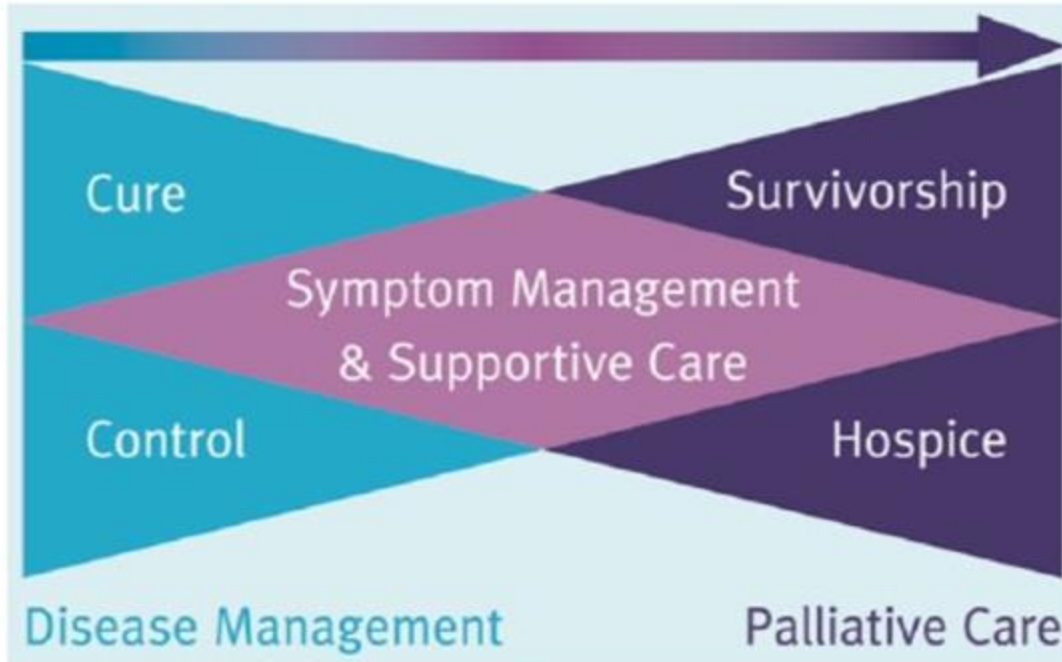 Cure
Survivorship
Symptom Management
& Supportive Care
Control
Hospice
Disease Management
Palliative Care